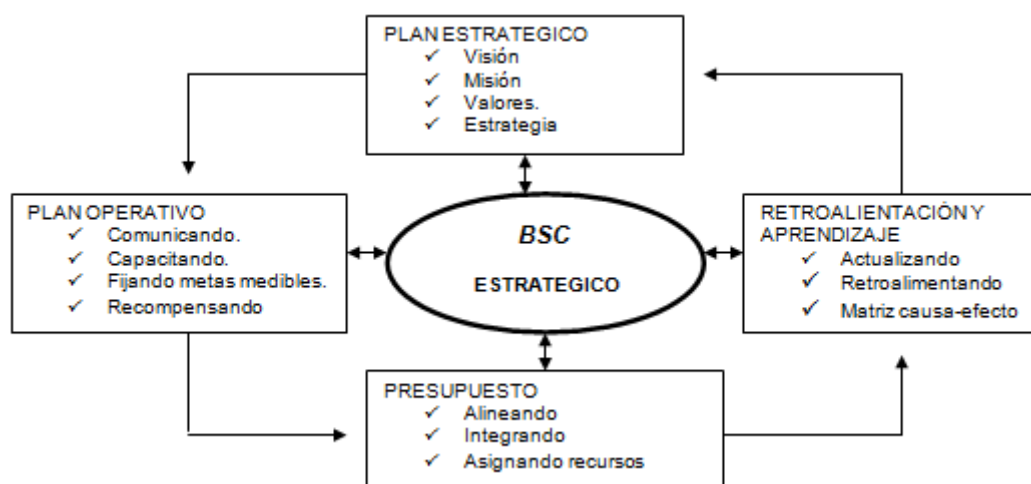 PLAN ESTRATEGICO
✓ Visión
✓ Misión
✓ Valores.
✓ Estrategia
PLAN OPERATIVO
✓ Comunicando.
✓ Capacitando.
✓ Fijando metas medibles.
✓ Recompensando
BSC
ESTRATEGICO
RETROALIENTACIÓN Y
APRENDIZAJE
✓ Actualizando
✓ Retroalimentando
✓ Matriz causa-efecto
PRESUPUESTO
✓ Alineando
✓ Integrando
✓ Asignando recursos